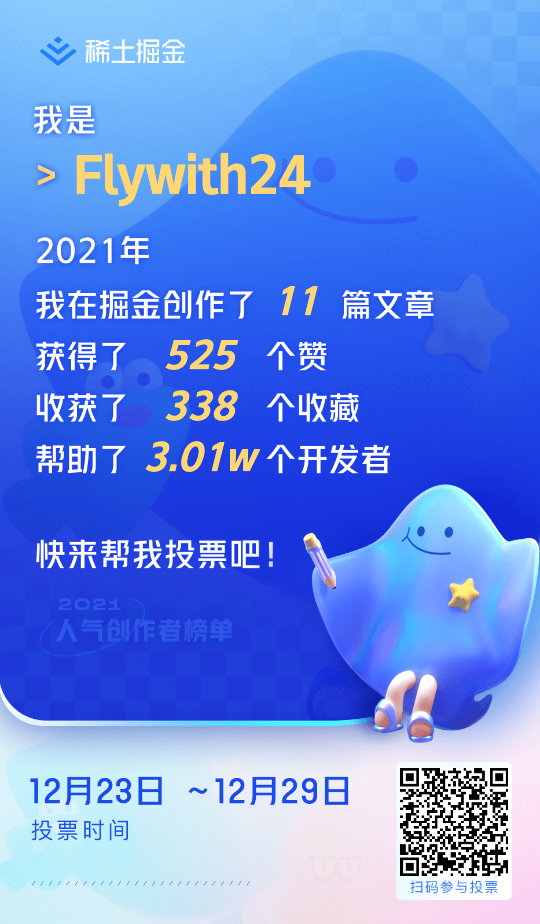 稀土掘金
我是
> Flywith24
2021年
我在掘金创作了 11 篇文章
获得了 525 个赞
收获了 338 个收藏
帮助了 3.01w 个开发者
快来帮我投票吧!
2021
人气创作者榜单
12月23日 ~12月29日
投票时间
扫码参与投票